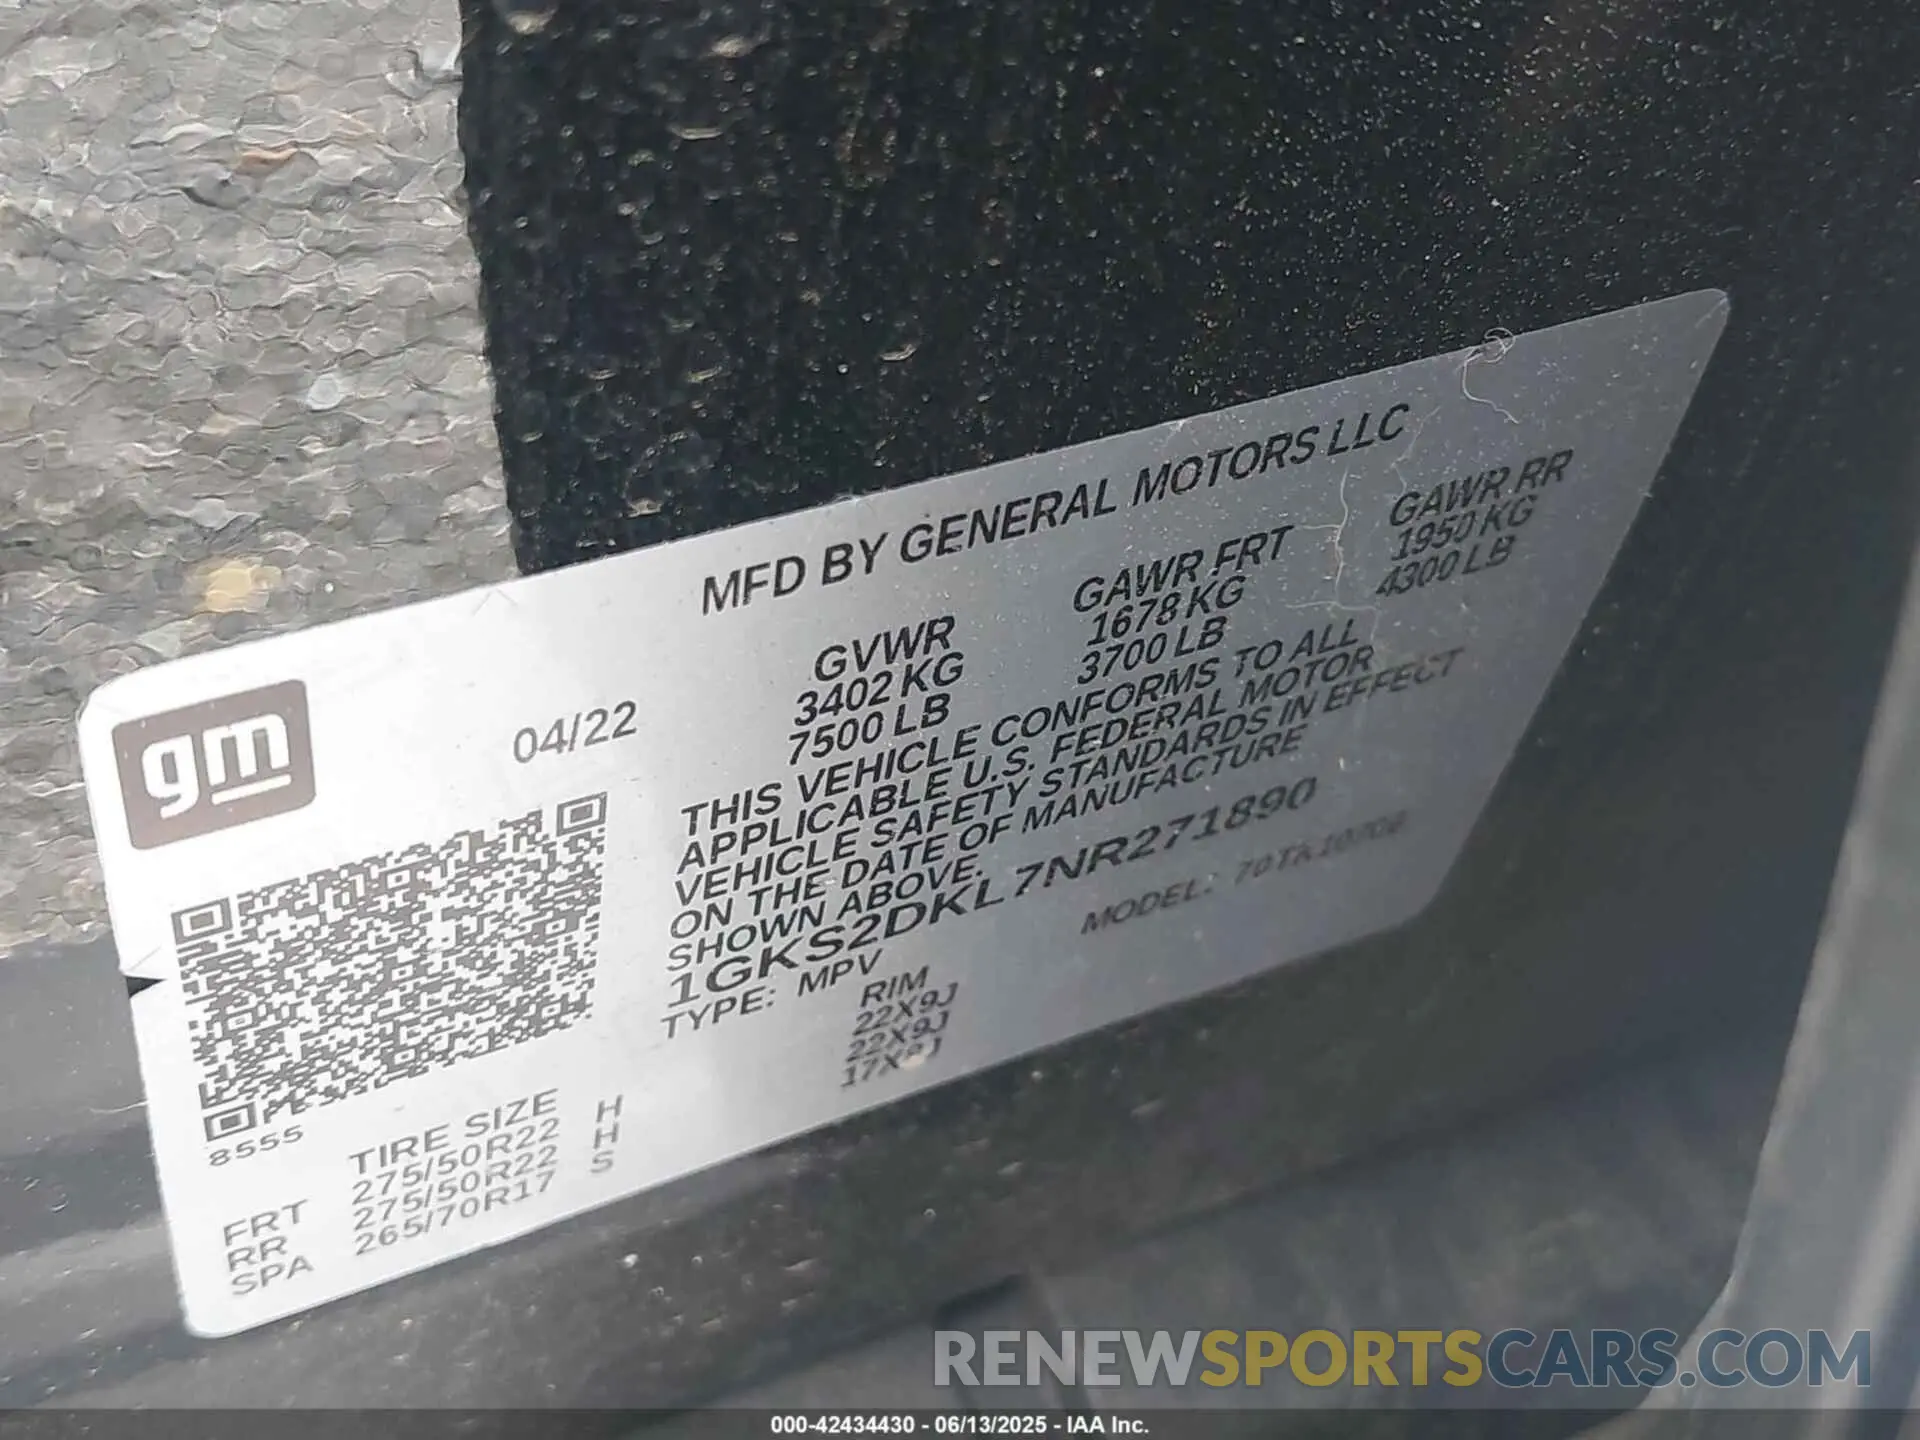 MFD BY GENERAL MOTORS LLC
gm
04/22
GVWR GAWR FRT GAWR RR
3402 KG 1678 KG 1950 KG
7500 LB 3700 LB 4300 LB
THIS VEHICLE CONFORMS TO ALL
APPLICABLE U.S. FEDERAL MOTOR
VEHICLE SAFETY STANDARDS IN EFFECT
ON THE DATE OF MANUFACTURE
SHOWN ABOVE.
1GKS2DKL7NR271890
TYPE: MPV MODEL:
8555
TIRE SIZE RIM
FRT 275/50R22 H 22X9J
RR 275/50R22 H 22X9J
SPA 265/70R17 S
RENEWSPORTSCARS.COM
000-42434430 - 06/13/2025 - IAA Inc.